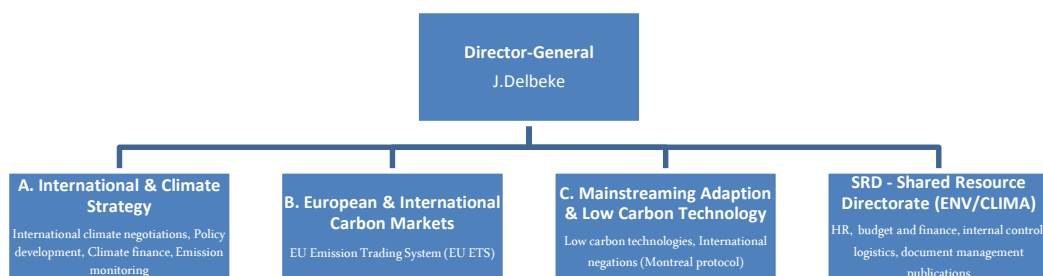 Director-General
J.Delbeke
A. International & Climate
Strategy
International climate negotiations, Policy
development, Climate finance, Emission
monitoring
B. European & International
Carbon Markets
EU Emission Trading System (EU ETS)
C. Mainstreaming Adaption
& Low Carbon Technology
Low carbon technologies, International
negations (Montreal protocol)
SRD - Shared Resource
Directorate (ENV/CLIMA)
HR, budget and finance, internal control
logistics, document management
publications